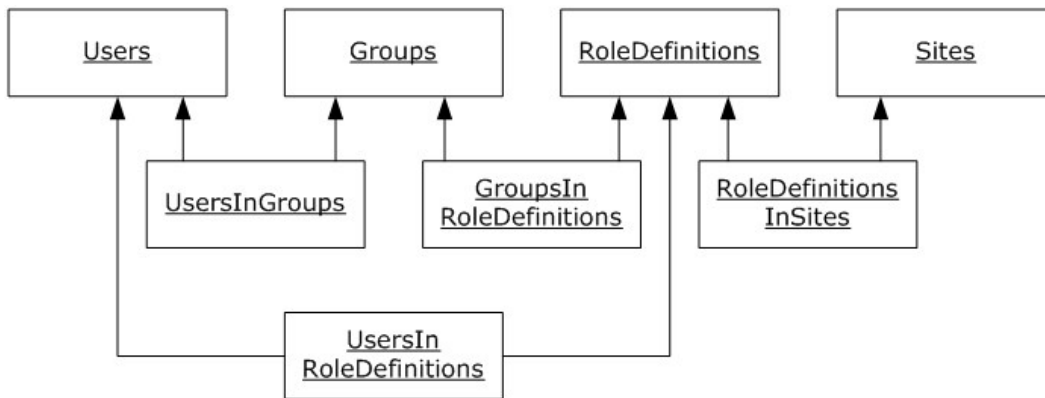 Users
Groups
RoleDefinitions
Sites
UsersInGroups
GroupsIn
RoleDefinitions
RoleDefinitions
InSites
UsersIn
RoleDefinitions